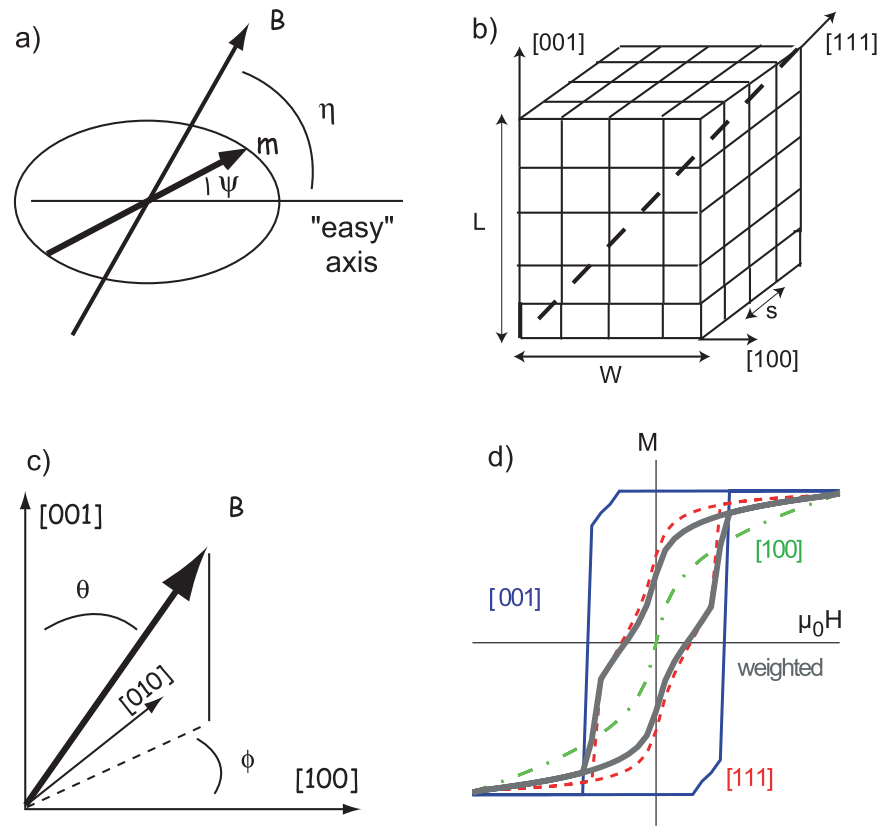 a)
B
η
m
ψ
"easy"
axis
b)
[001]
[111]
L
s
[100]
W
c)
[001]
B
θ
[010]
ϕ
[100]
d)
M
[100]
[001]
μ₀H
weighted
[111]